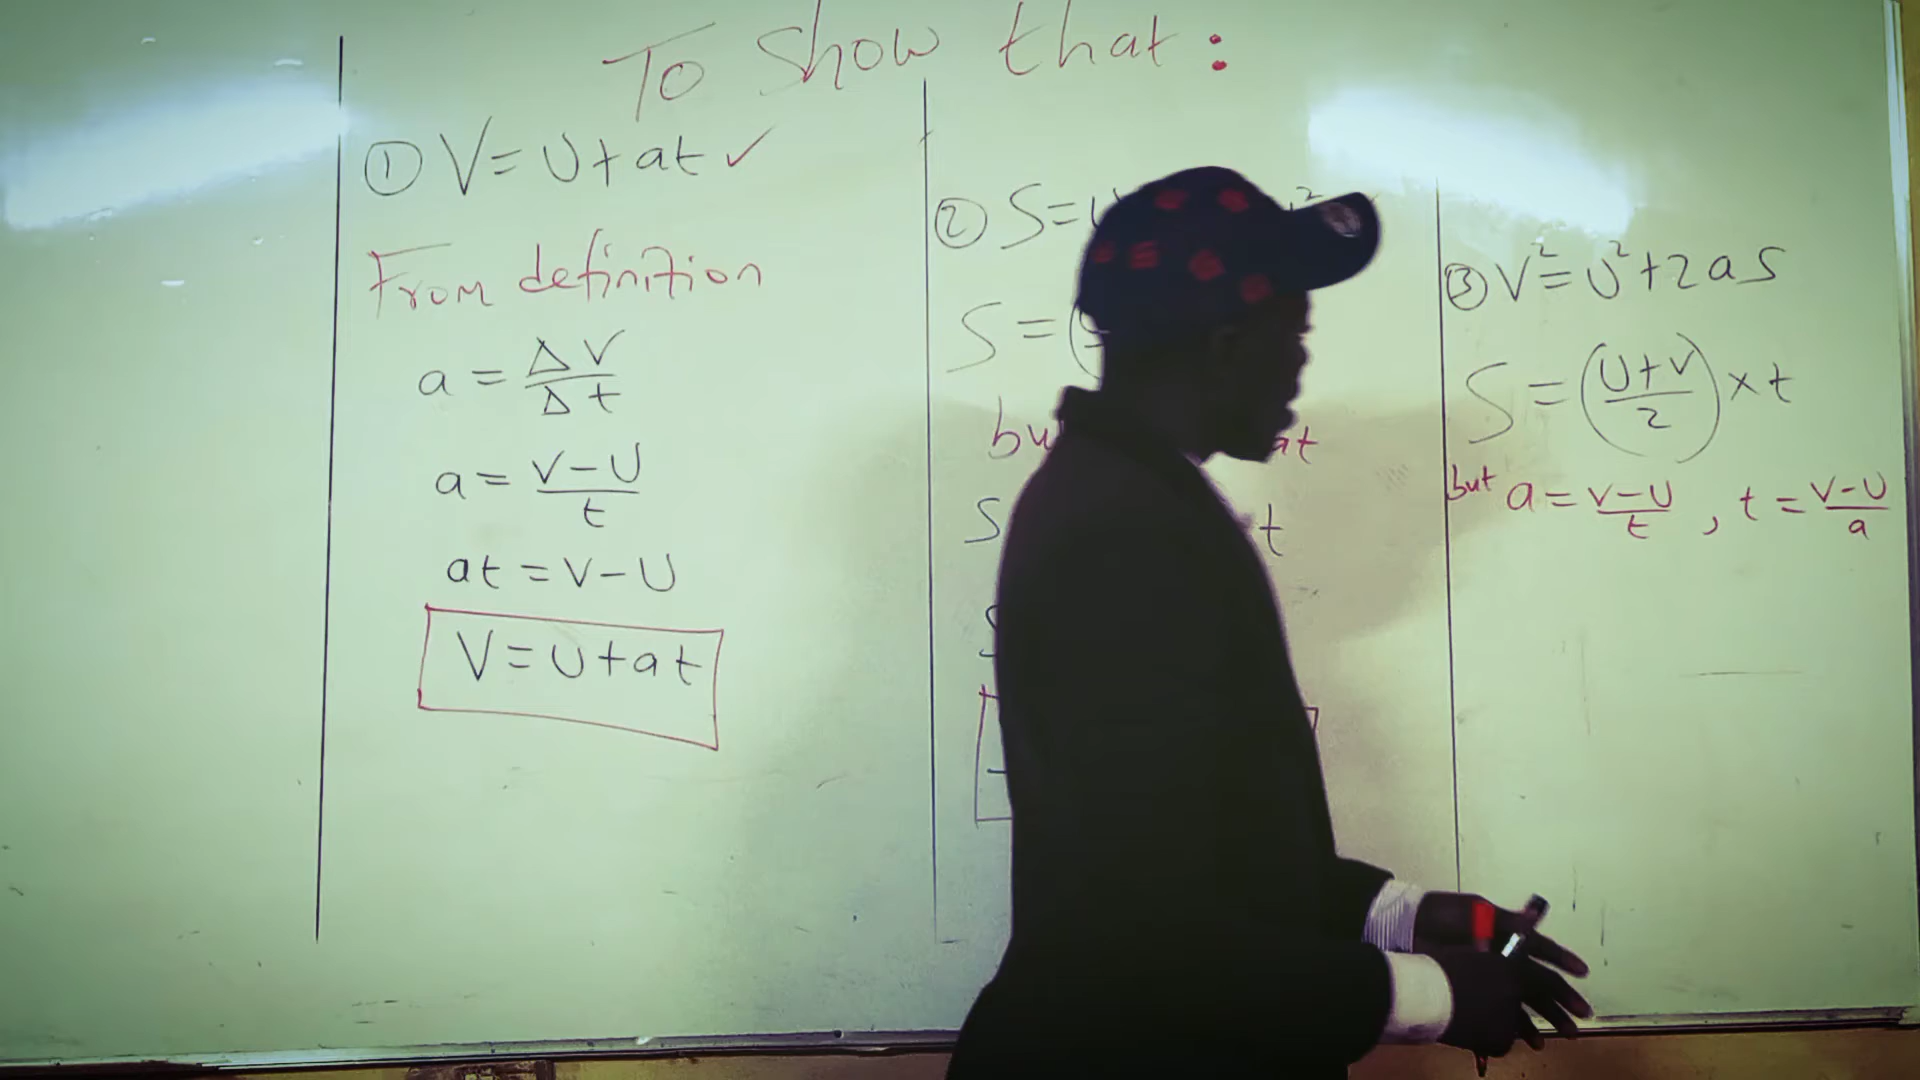 To Show that :
① V = U + at ✓
From definition
a = ΔV/Δt
a = (V–U)/t
at = V–U
V = U + at
② S =
S = (
at
S t
③ V² = U² + 2aS
S = ((U+V)/2) × t
but a = (V–U)/t , t = (V–U)/a